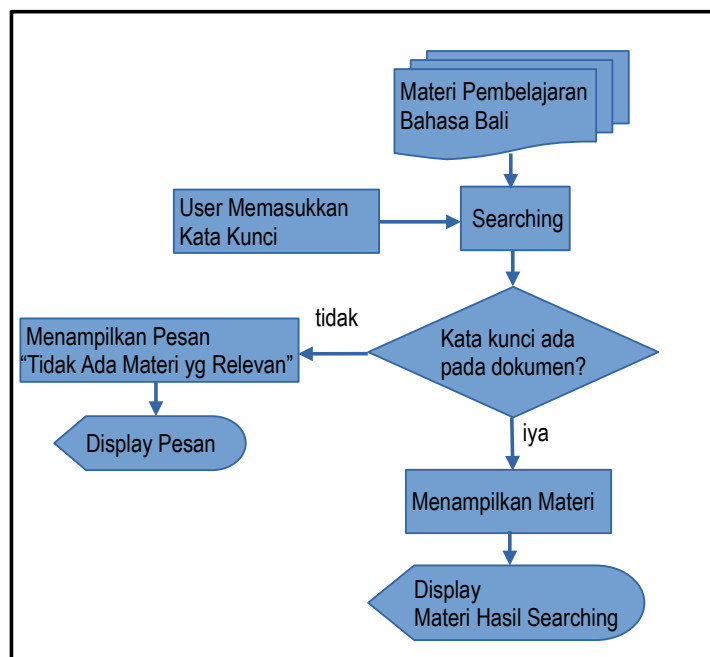 Materi Pembelajaran
Bahasa Bali
User Memasukkan
Kata Kunci
Searching
tidak
Menampilkan Pesan
“Tidak Ada Materi yg Relevan”
Kata kunci ada
pada dokumen?
Display Pesan
iya
Menampilkan Materi
Display
Materi Hasil Searching